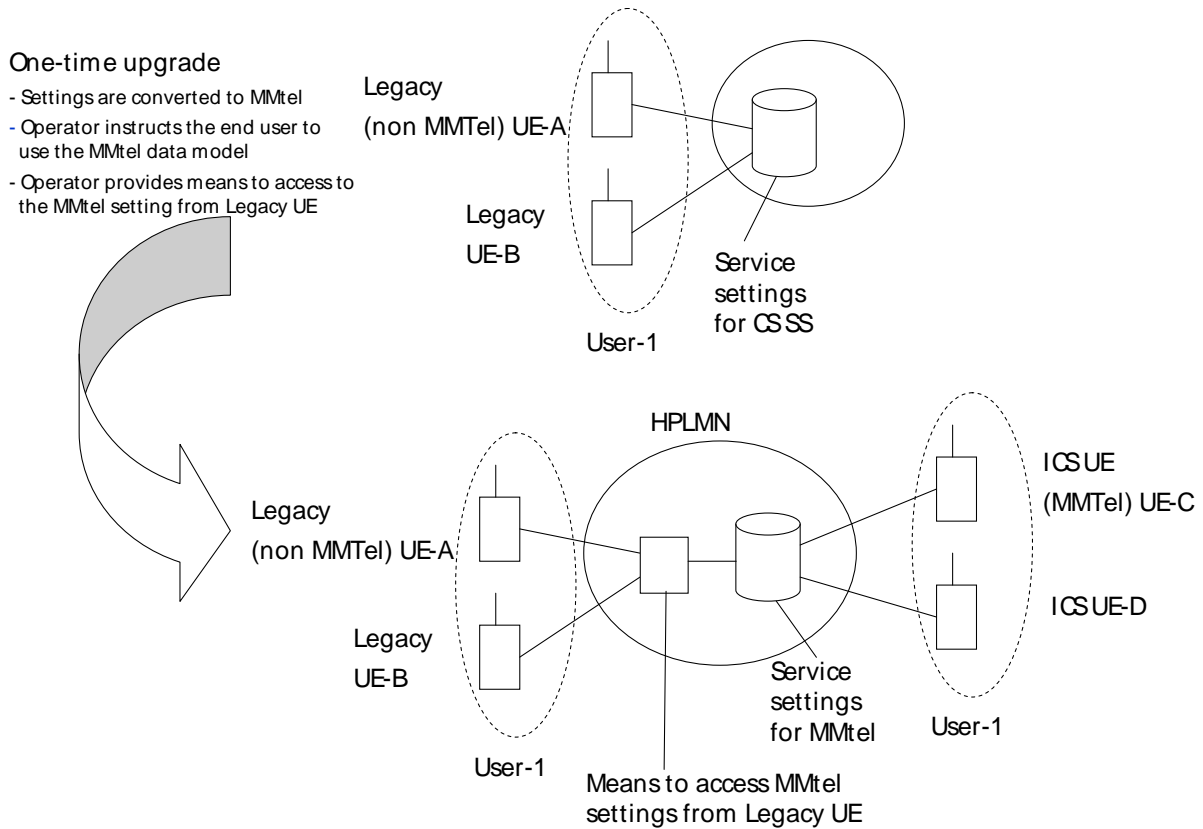 One-time upgrade
- Settings are converted to MMtel
- Operator instructs the end user to
use the MMtel data model
- Operator provides means to access to
the MMtel setting from Legacy UE
Legacy
(non MMTel) UE-A
Legacy
UE-B
User-1
Service
settings
for CS SS
HPLMN
Legacy
(non MMTel) UE-A
Legacy
UE-B
User-1
ICS UE
(MMTel) UE-C
ICS UE-D
User-1
Service
settings
for MMtel
Means to access MMtel
settings from Legacy UE